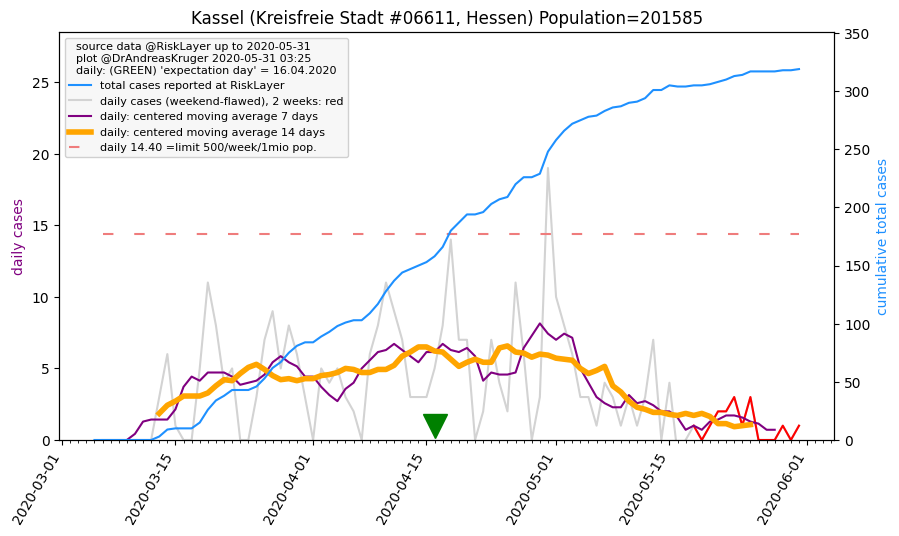 Kassel (Kreisfreie Stadt #06611, Hessen) Population=201585
source data @RiskLayer up to 2020-05-31
plot @DrAndreasKruger 2020-05-31 03:25
daily: (GREEN) 'expectation day' = 16.04.2020
total cases reported at RiskLayer
daily cases (weekend-flawed), 2 weeks: red
daily: centered moving average 7 days
daily: centered moving average 14 days
daily 14.40 =limit 500/week/1mio pop.
daily cases
25
20
15
10
5
0
cumulative total cases
350
300
250
200
150
100
50
0
2020-03-01
2020-03-15
2020-04-01
2020-04-15
2020-05-01
2020-05-15
2020-06-01